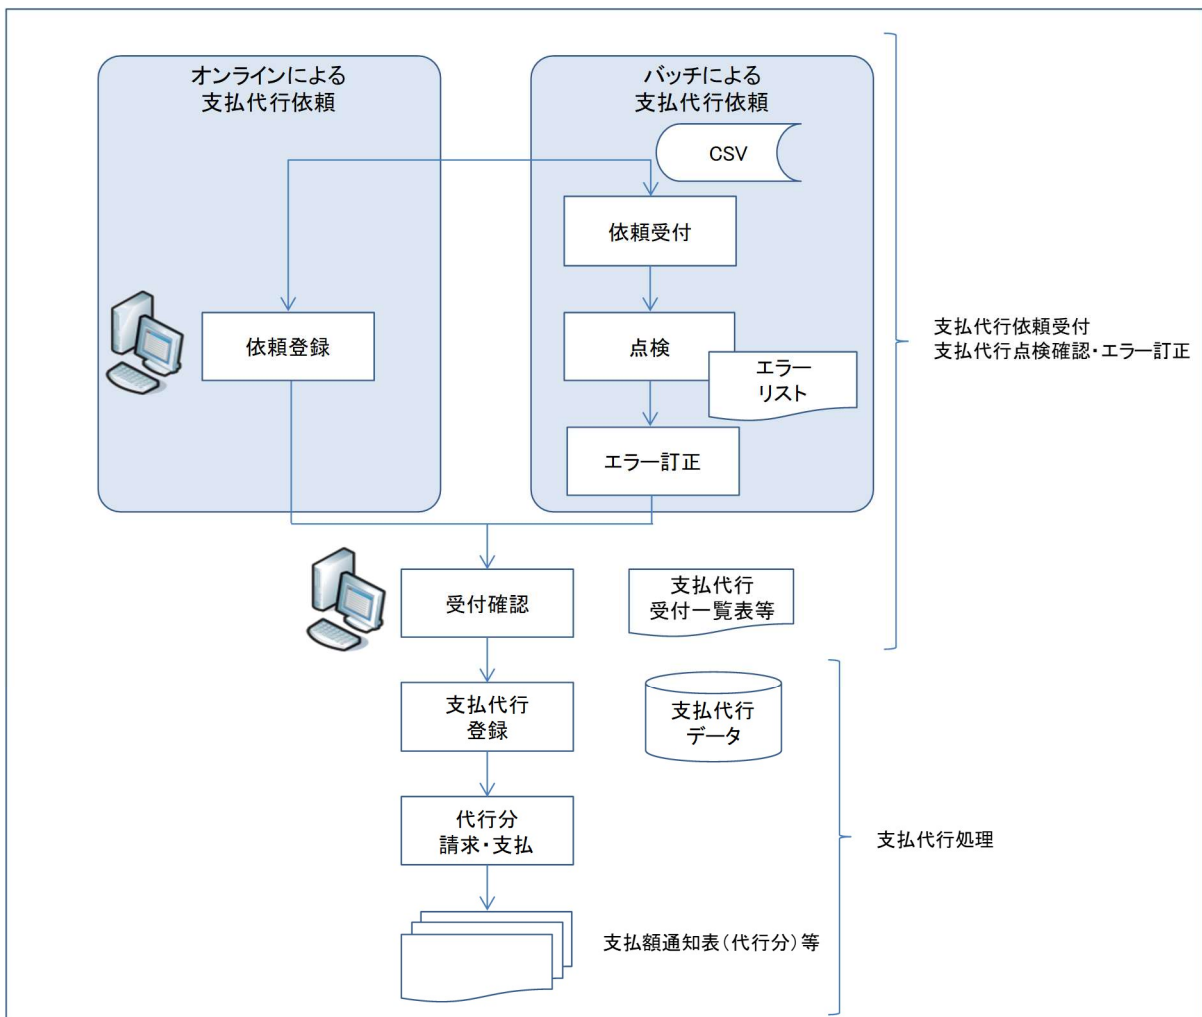 オンラインによる
支払代行依頼
バッチによる
支払代行依頼
CSV
依頼受付
依頼登録
点検
エラー
リスト
エラー訂正
支払代行依頼受付
支払代行点検確認・エラー訂正
受付確認
支払代行
受付一覧表等
支払代行
登録
支払代行
データ
代行分
請求・支払
支払代行処理
支払額通知表(代行分)等